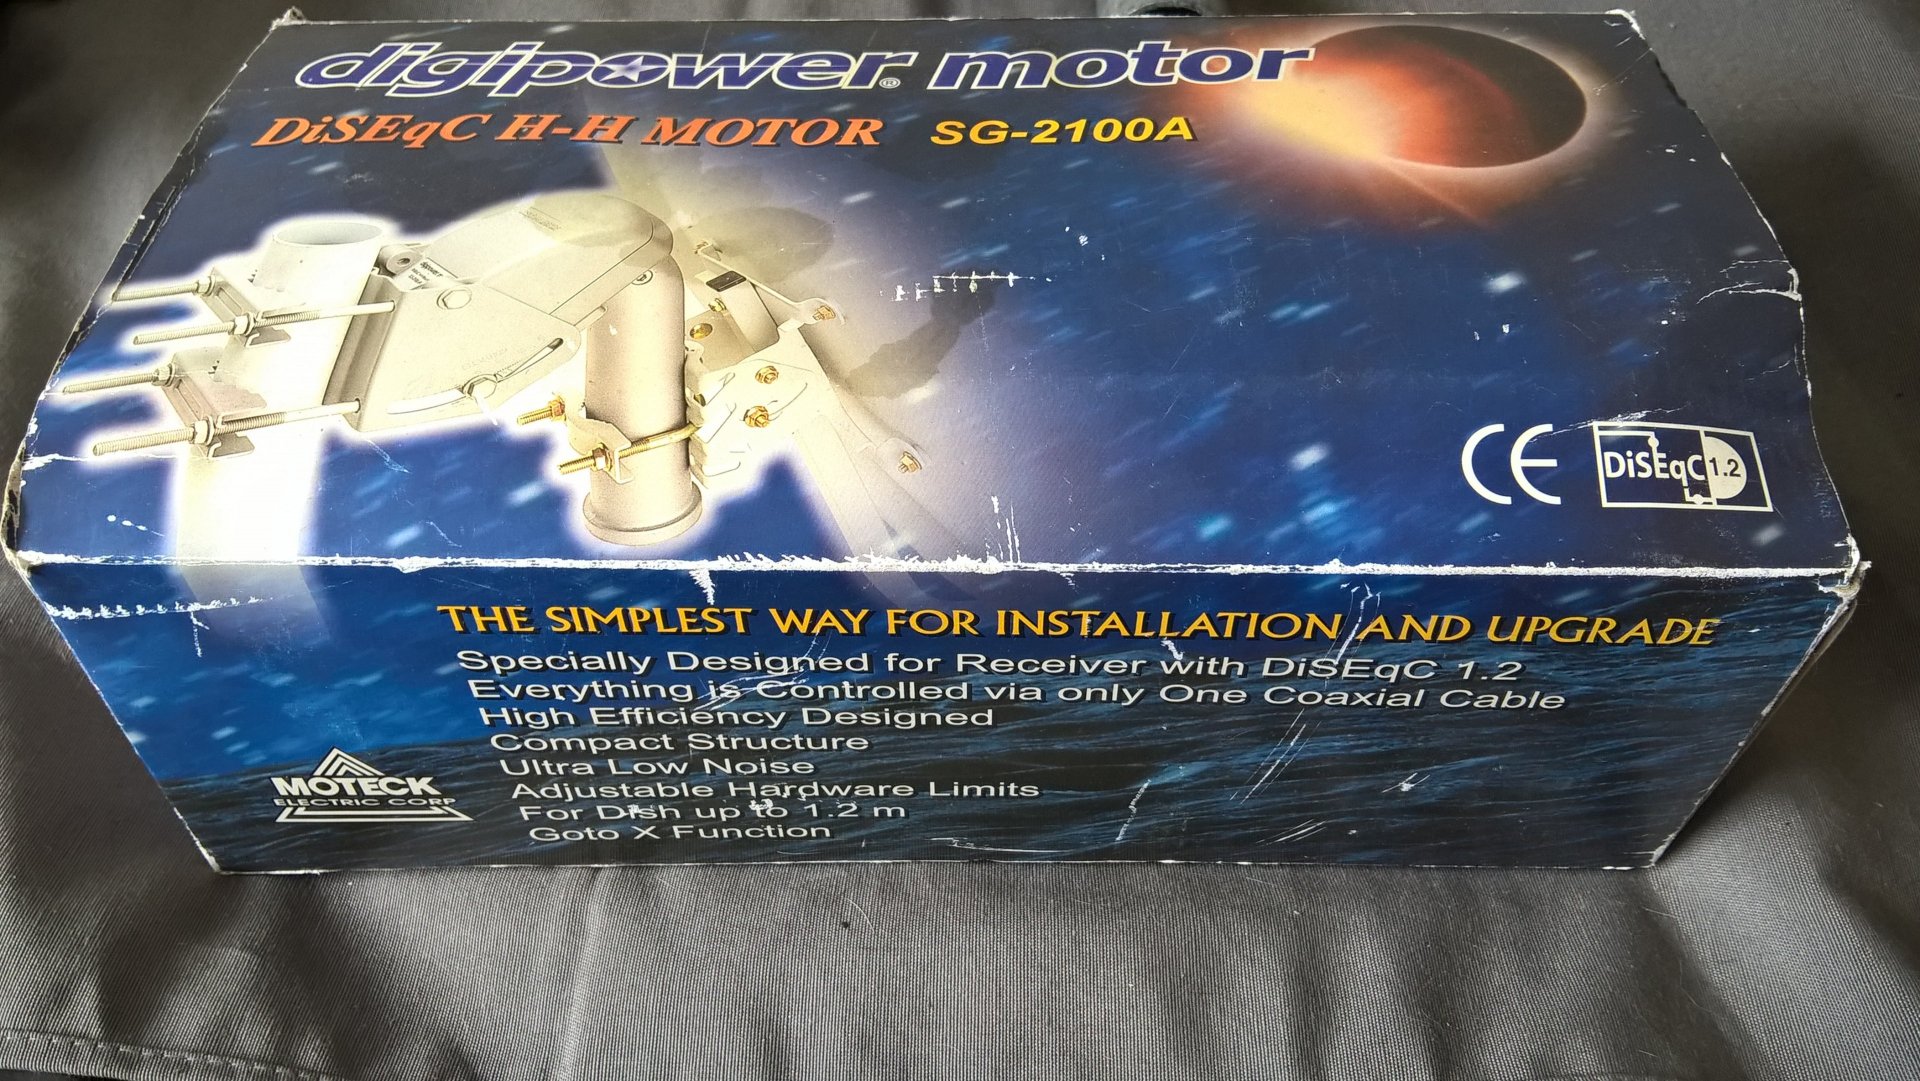 digipower® motor
DiSEqC H-H MOTOR SG-2100A
CE
DiSEqC 1.2
THE SIMPLEST WAY FOR INSTALLATION AND UPGRADE
Specially Designed for Receiver with DiSEqC 1.2
Everything is Controlled via only One Coaxial Cable
High Efficiency Designed
Compact Structure
Ultra Low Noise
Adjustable Hardware Limits
For Dish up to 1.2 m
Goto X Function
MOTECK
ELECTRIC CORP